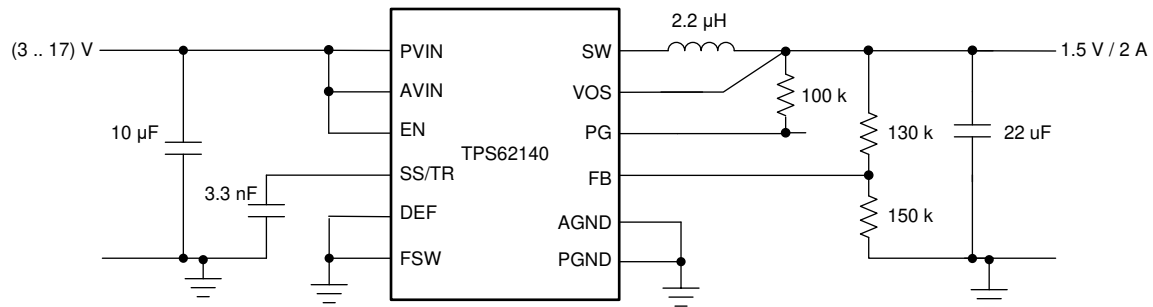 2.2 µH
(3 .. 17) V
PVIN
SW
1.5 V / 2 A
AVIN
VOS
100 k
10 µF
EN
PG
130 k
22 uF
TPS62140
3.3 nF
SS/TR
FB
DEF
AGND
150 k
FSW
PGND